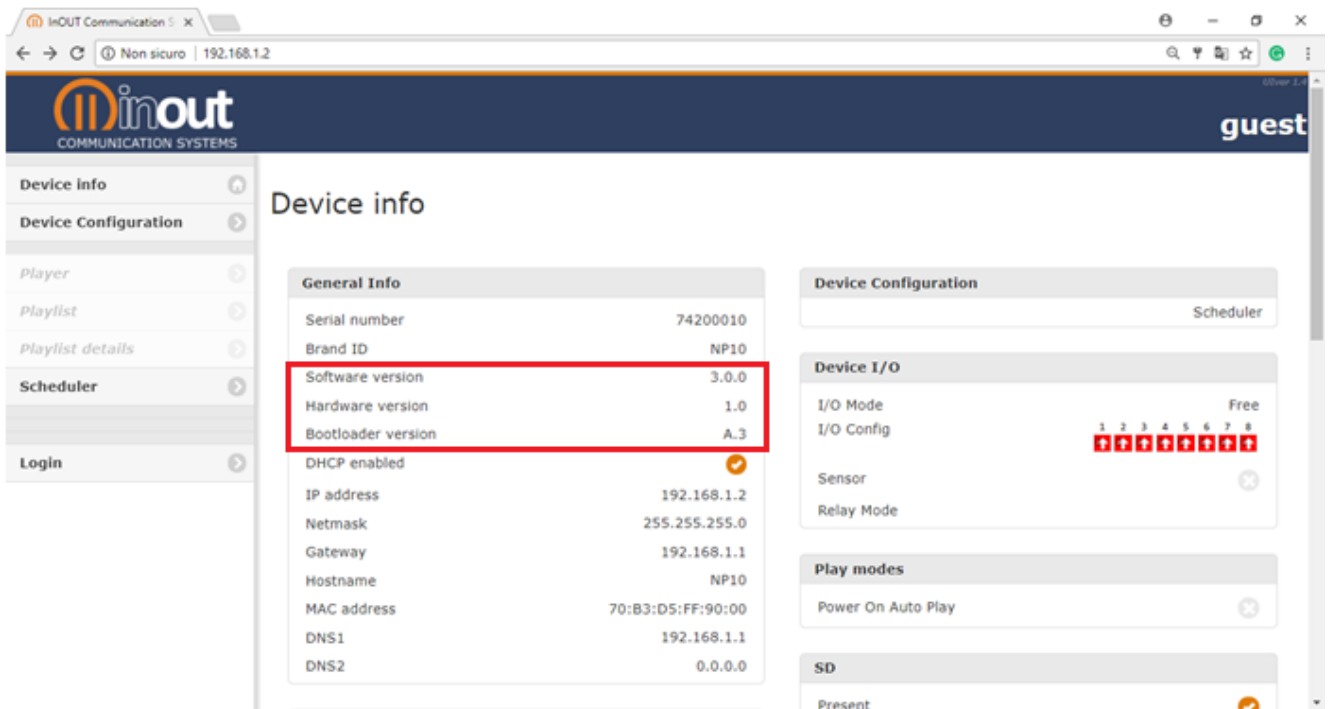 InOUT Communication S
Non sicuro 192.168.1.2
inout
COMMUNICATION SYSTEMS
guest
Device info
Device Configuration
Player
Playlist
Playlist details
Scheduler
Login
Device info
General Info
Serial number 74200010
Brand ID NP10
Software version 3.0.0
Hardware version 1.0
Bootloader version A.3
DHCP enabled
IP address 192.168.1.2
Netmask 255.255.255.0
Gateway 192.168.1.1
Hostname NP10
MAC address 70:B3:D5:FF:90:00
DNS1 192.168.1.1
DNS2 0.0.0.0
Device Configuration
Scheduler
Device I/O
I/O Mode Free
1 2 3 4 5 6 7 8
I/O Config
Sensor
Relay Mode
Play modes
Power On Auto Play
SD
Present